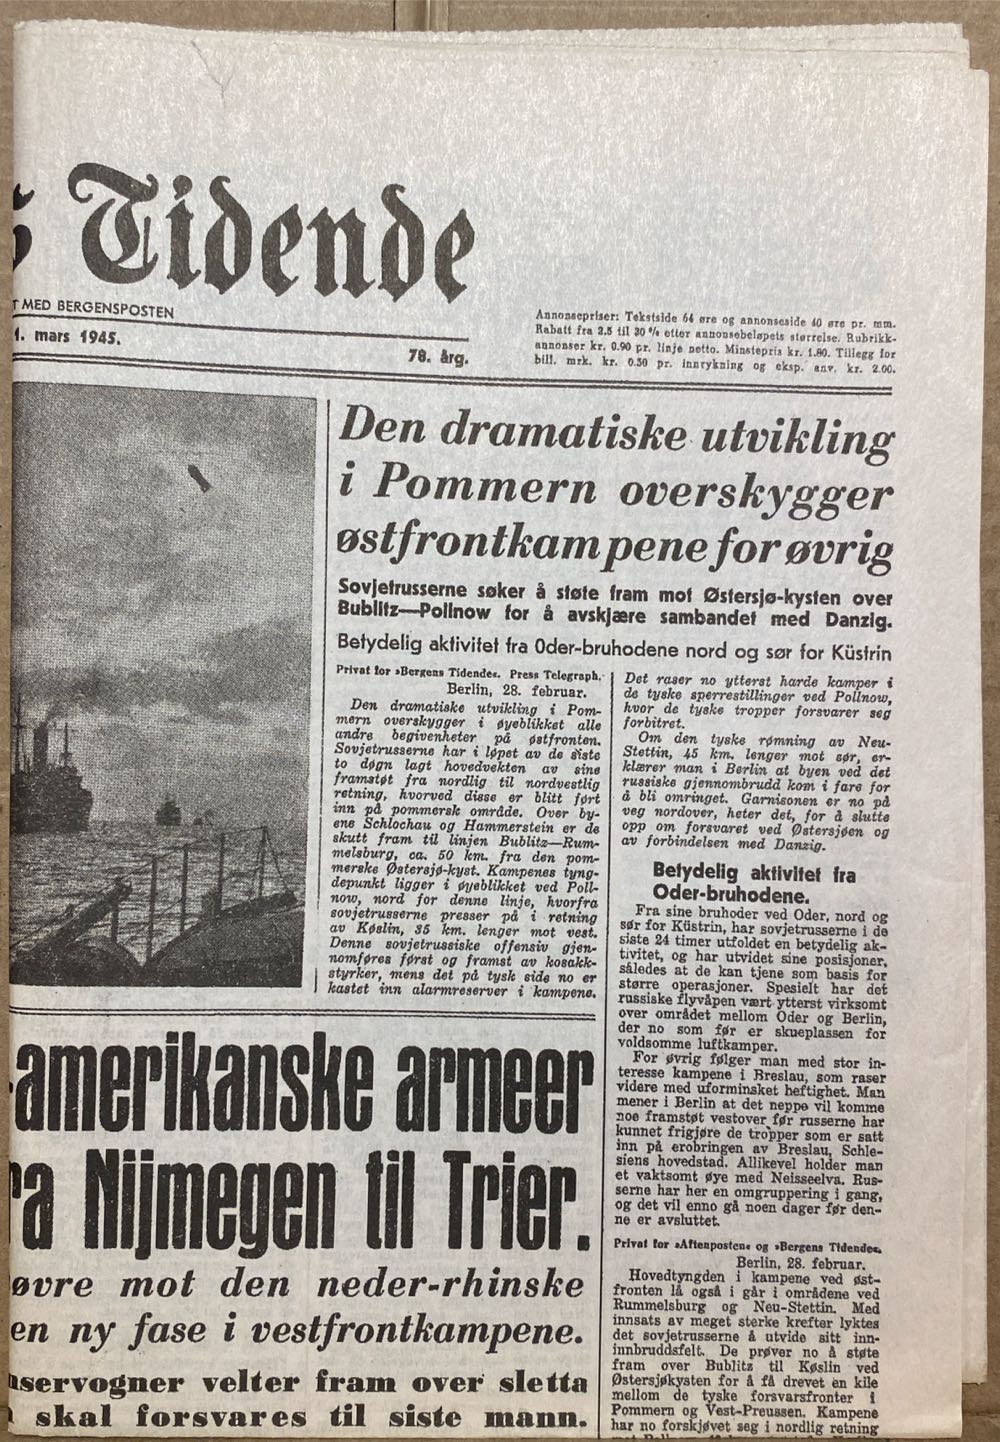 Tidende
MED BERGENSPOSTEN
1. mars 1945.
78. årg.
Annonsepriser: Tekstside 64 øre og annonseside 40 øre pr. mm.
Rabatt fra 2.5 til 30 % etter annonsebeløpets størrelse. Rubrikk-
annonser kr. 0.90 pr. linje netto. Minstepris kr. 1.80. Tillegg for
bill. mrk. kr. 0.50 pr. innrykning og eksp. anv. kr. 2.00.
Den dramatiske utvikling
i Pommern overskygger
østfrontkampene for øvrig
Sovjetrusserne søker å støte fram mot Østersjø-kysten over
Bublitz—Pollnow for å avskjære sambandet med Danzig.
Betydelig aktivitet fra Oder-bruhodene nord og sør for Küstrin
Privat for »Bergens Tidende«. Press Telegraph.
Berlin, 28. februar.
Den dramatiske utvikling i Pom-
mern overskygger i øyeblikket alle
andre begivenheter på østfronten.
Sovjetrusserne har i løpet av de siste
to døgn lagt hovedvekten av sine
framstøt fra nordlig til nordvestlig
retning, hvorved disse er blitt ført
inn på pommersk område. Over by-
ene Schlochau og Hammerstein er de
skutt fram til linjen Bublitz—Rum-
melsburg, ca. 50 km. fra den pom-
merske Østersjø-kyst. Kampenes tyng-
depunkt ligger i øyeblikket ved Poll-
now, nord for denne linje, hvorfra
sovjetrusserne presser på i retning
av Køslin, 35 km. lenger mot vest.
Denne sovjetrussiske offensiv gjen-
nomføres først og framst av kosakk-
styrker, mens det på tysk side no er
kastet inn alarmreserver i kampene.
Det raser no ytterst harde kamper i
de tyske sperrestillinger ved Pollnow,
hvor de tyske tropper forsvarer seg
forbitret.
Om den tyske rømning av Neu-
Stettin, 45 km. lenger mot sør, er-
klærer man i Berlin at byen ved det
russiske gjennombrudd kom i fare for
å bli omringet. Garnisonen er no på
veg nordover, heter det, for å slutte
opp om forsvaret ved Østersjøen og
av forbindelsen med Danzig.
Betydelig aktivitet fra
Oder-bruhodene.
Fra sine bruhoder ved Oder, nord og
sør for Küstrin, har sovjetrusserne i de
siste 24 timer utfoldet en betydelig ak-
tivitet, og har utvidet sine posisjoner,
således at de kan tjene som basis for
større operasjoner. Spesielt har det
russiske flyvåpen vært ytterst virksomt
over området mellom Oder og Berlin,
der no som før er skueplassen for
voldsomme luftkamper.
For øvrig følger man med stor in-
teresse kampene i Breslau, som raser
videre med uforminsket heftighet. Man
mener i Berlin at det neppe vil komme
noe framstøt vestover før russerne har
kunnet frigjøre de tropper som er satt
inn på erobringen av Breslau, Schle-
siens hovedstad. Allikevel holder man
et vaktsomt øye med Neisseelva. Rus-
serne har her en omgruppering i gang,
og det vil enno gå noen dager før den-
ne er avsluttet.
Privat for »Aftenposten« og »Bergens Tidende«.
Berlin, 28. februar.
Hovedtyngden i kampene ved øst-
fronten lå også i går i områdene ved
Rummelsburg og Neu-Stettin. Med
innsats av meget sterke krefter lyktes
det sovjetrusserne å utvide sitt inn-
innbruddsfelt. De prøver no å støte
fram over Bublitz til Køslin ved
Østersjøkysten for å få drevet en kile
mellom de tyske forsvarsfronter i
Pommern og Vest-Preussen. Kampene
har no forskjøvet seg i nordlig retning
amerikanske armeer
ra Nijmegen til Trier.
øvre mot den neder-rhinske
en ny fase i vestfrontkampene.
nservogner velter fram over sletta
skal forsvares til siste mann.